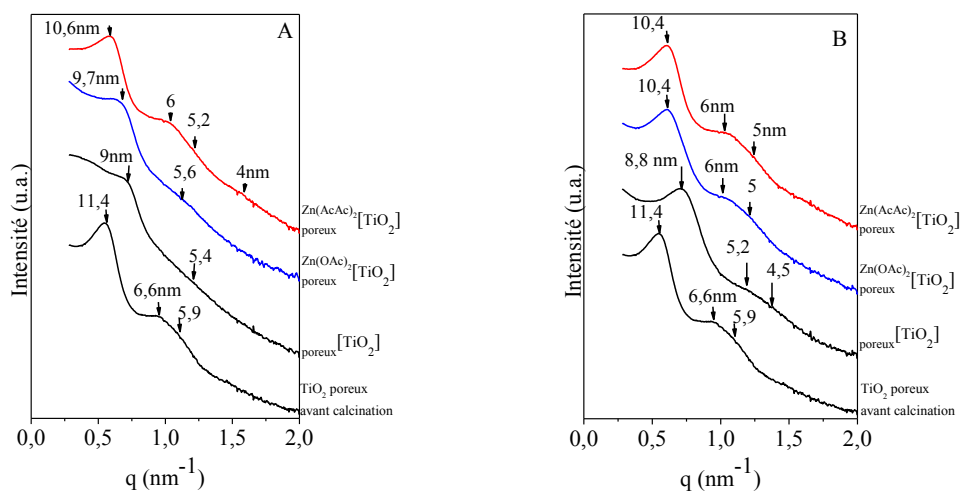 A
10,6nm
6
5,2
4nm
9,7nm
5,6
9nm
5,4
11,4
6,6nm
5,9
Intensité (u.a.)
Zn(AcAc)₂
poreux[TiO₂]
Zn(OAc)₂
poreux[TiO₂]
poreux[TiO₂]
TiO₂ poreux
avant calcination
0,0 0,5 1,0 1,5 2,0
q (nm⁻¹)
B
10,4
6nm
5nm
10,4
6nm
5
8,8 nm
5,2
4,5
11,4
6,6nm
5,9
Intensité (u.a.)
Zn(AcAc)₂
poreux[TiO₂]
Zn(OAc)₂
poreux[TiO₂]
poreux[TiO₂]
TiO₂ poreux
avant calcination
0,0 0,5 1,0 1,5 2,0
q (nm⁻¹)